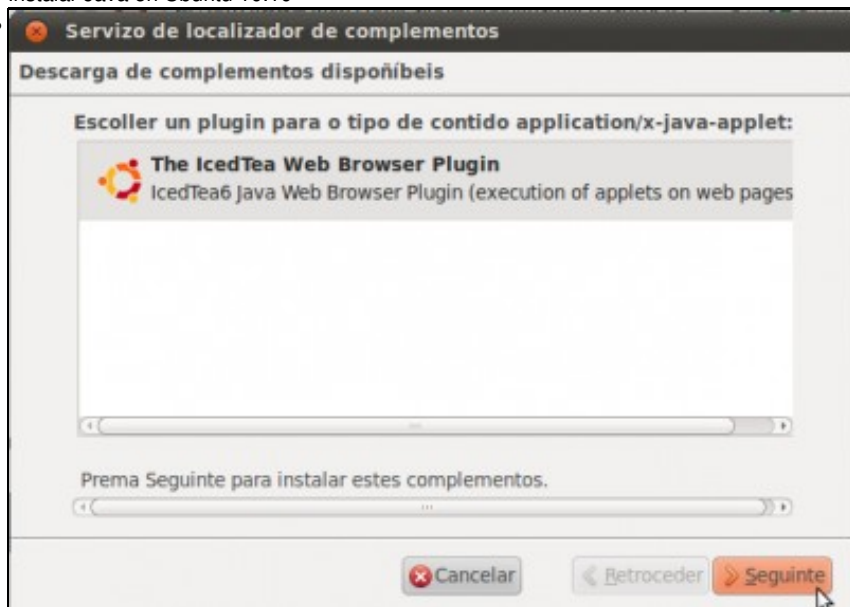 Instalar Java en Ubuntu 10.10
Servizo de localizador de complementos
Descarga de complementos dispoñíbeis
Escoller un plugin para o tipo de contido application/x-java-applet:
The IcedTea Web Browser Plugin
IcedTea6 Java Web Browser Plugin (execution of applets on web pages
Prema Seguinte para instalar estes complementos.
Cancelar
Retroceder
Seguinte